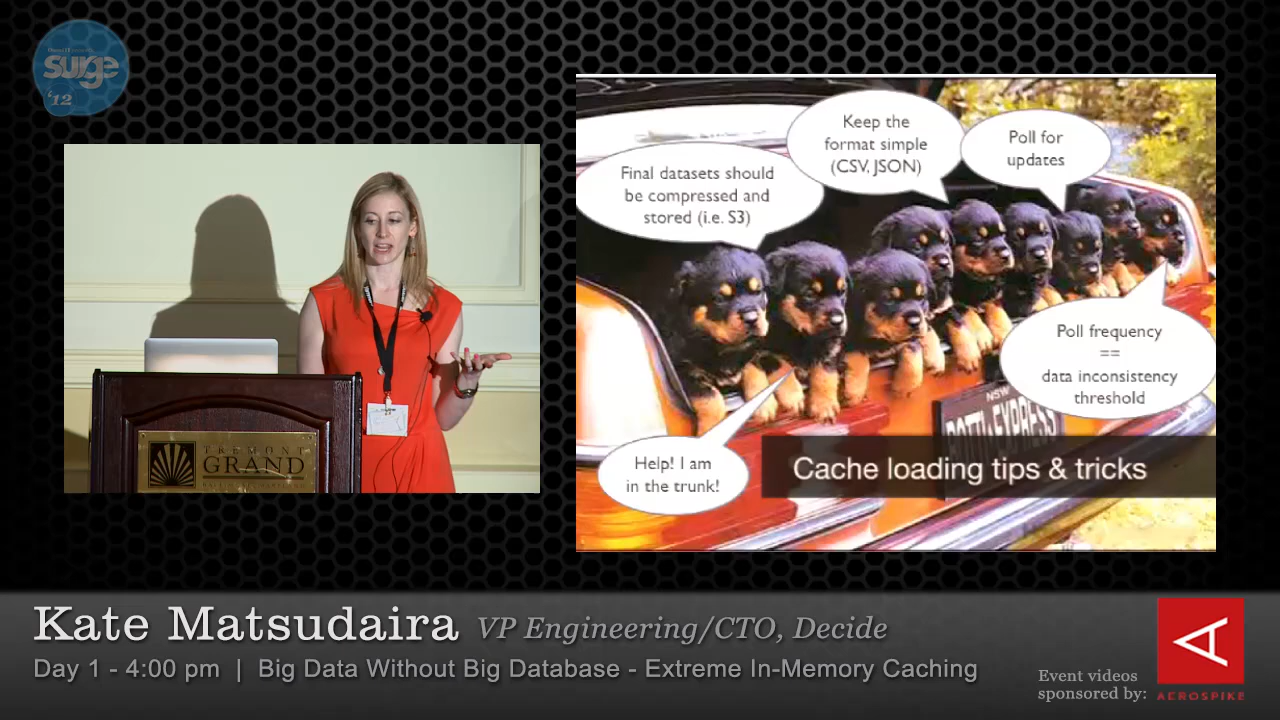 surge
'12
Final datasets should
be compressed and
stored (i.e. S3)
Keep the
format simple
(CSV, JSON)
Poll for
updates
Poll frequency
==
data inconsistency
threshold
Help! I am
in the trunk!
NSW
Cache loading tips & tricks
TREMONT
GRAND
Kate Matsudaira VP Engineering/CTO, Decide
Day 1 - 4:00 pm | Big Data Without Big Database - Extreme In-Memory Caching
Event videos
sponsored by:
AEROSPIKE